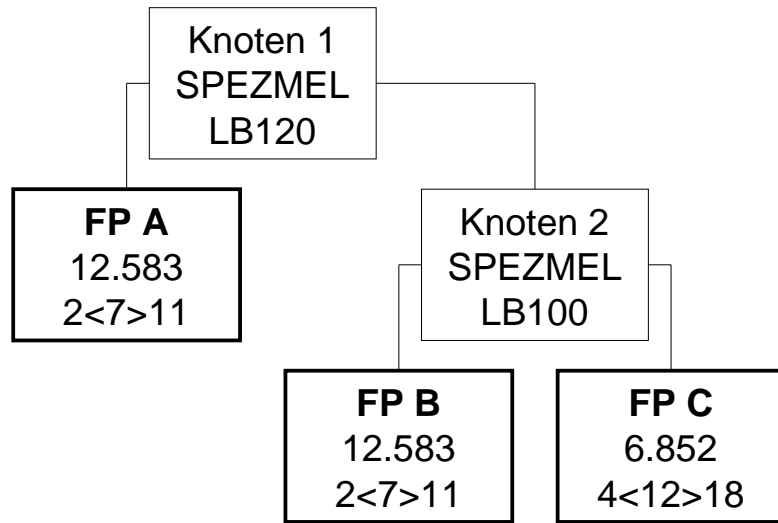 Knoten 1
SPEZMEL
LB120
FP A
12.583
2<7>11
Knoten 2
SPEZMEL
LB100
FP B
12.583
2<7>11
FP C
6.852
4<12>18